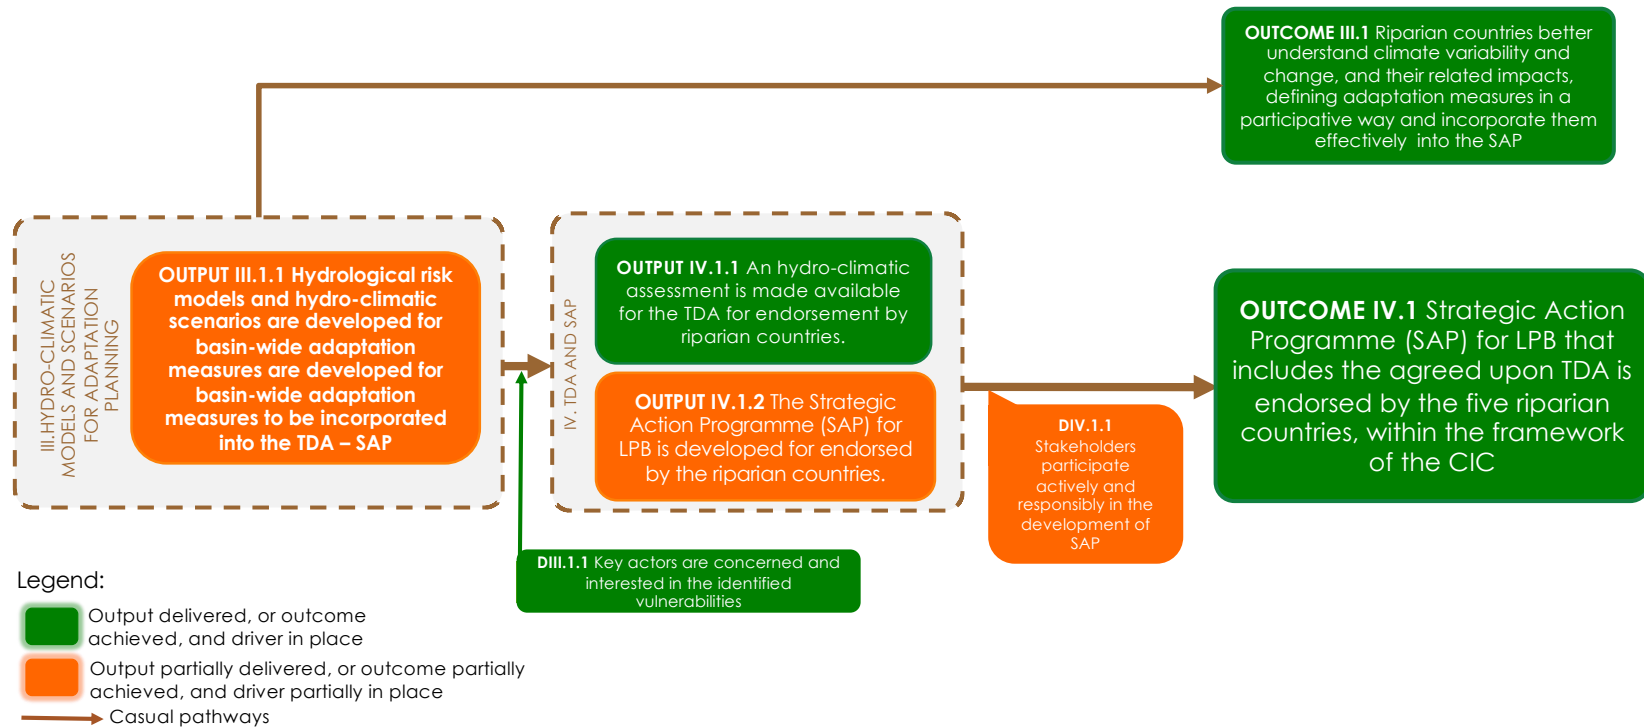 OUTCOME III.1 Riparian countries better
understand climate variability and
change, and their related impacts,
defining adaptation measures in a
participative way and incorporate them
effectively into the SAP
III.HYDRO-CLIMATIC
MODELS AND SCENARIOS
FOR ADAPTATION
PLANNING
OUTPUT III.1.1 Hydrological risk
models and hydro-climatic
scenarios are developed for
basin-wide adaptation
measures are developed for
basin-wide adaptation
measures to be incorporated
into the TDA – SAP
IV. TDA AND SAP
OUTPUT IV.1.1 An hydro-climatic
assessment is made available
for the TDA for endorsement by
riparian countries.
OUTPUT IV.1.2 The Strategic
Action Programme (SAP) for
LPB is developed for endorsed
by the riparian countries.
OUTCOME IV.1 Strategic Action
Programme (SAP) for LPB that
includes the agreed upon TDA is
endorsed by the five riparian
countries, within the framework
of the CIC
DIV.1.1
Stakeholders
participate
actively and
responsibly in the
development of
SAP
DIII.1.1 Key actors are concerned and
interested in the identified
vulnerabilities
Legend:
Output delivered, or outcome
achieved, and driver in place
Output partially delivered, or outcome partially
achieved, and driver partially in place
Casual pathways